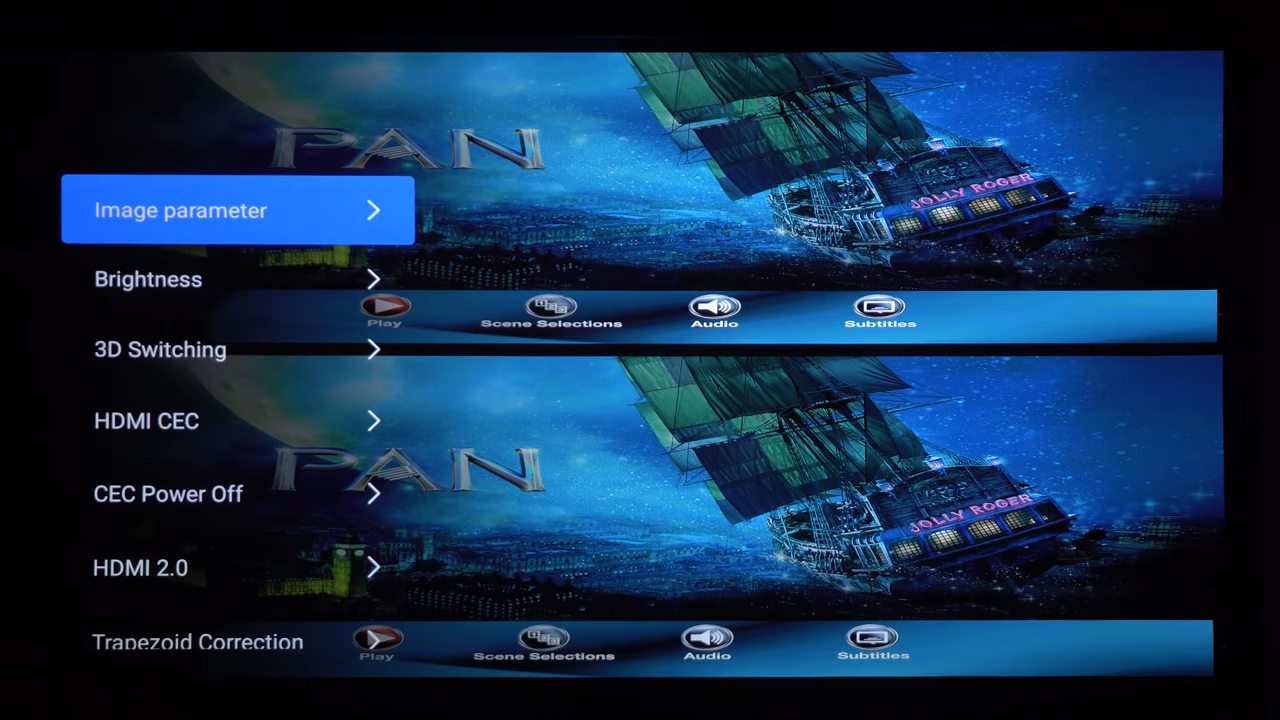 PAN
JOLLY ROGER
Image parameter
Brightness
Play
Scene Selections
Audio
Subtitles
3D Switching
HDMI CEC
PAN
CEC Power Off
JOLLY ROGER
HDMI 2.0
Trapezoid Correction
Play
Scene Selections
Audio
Subtitles